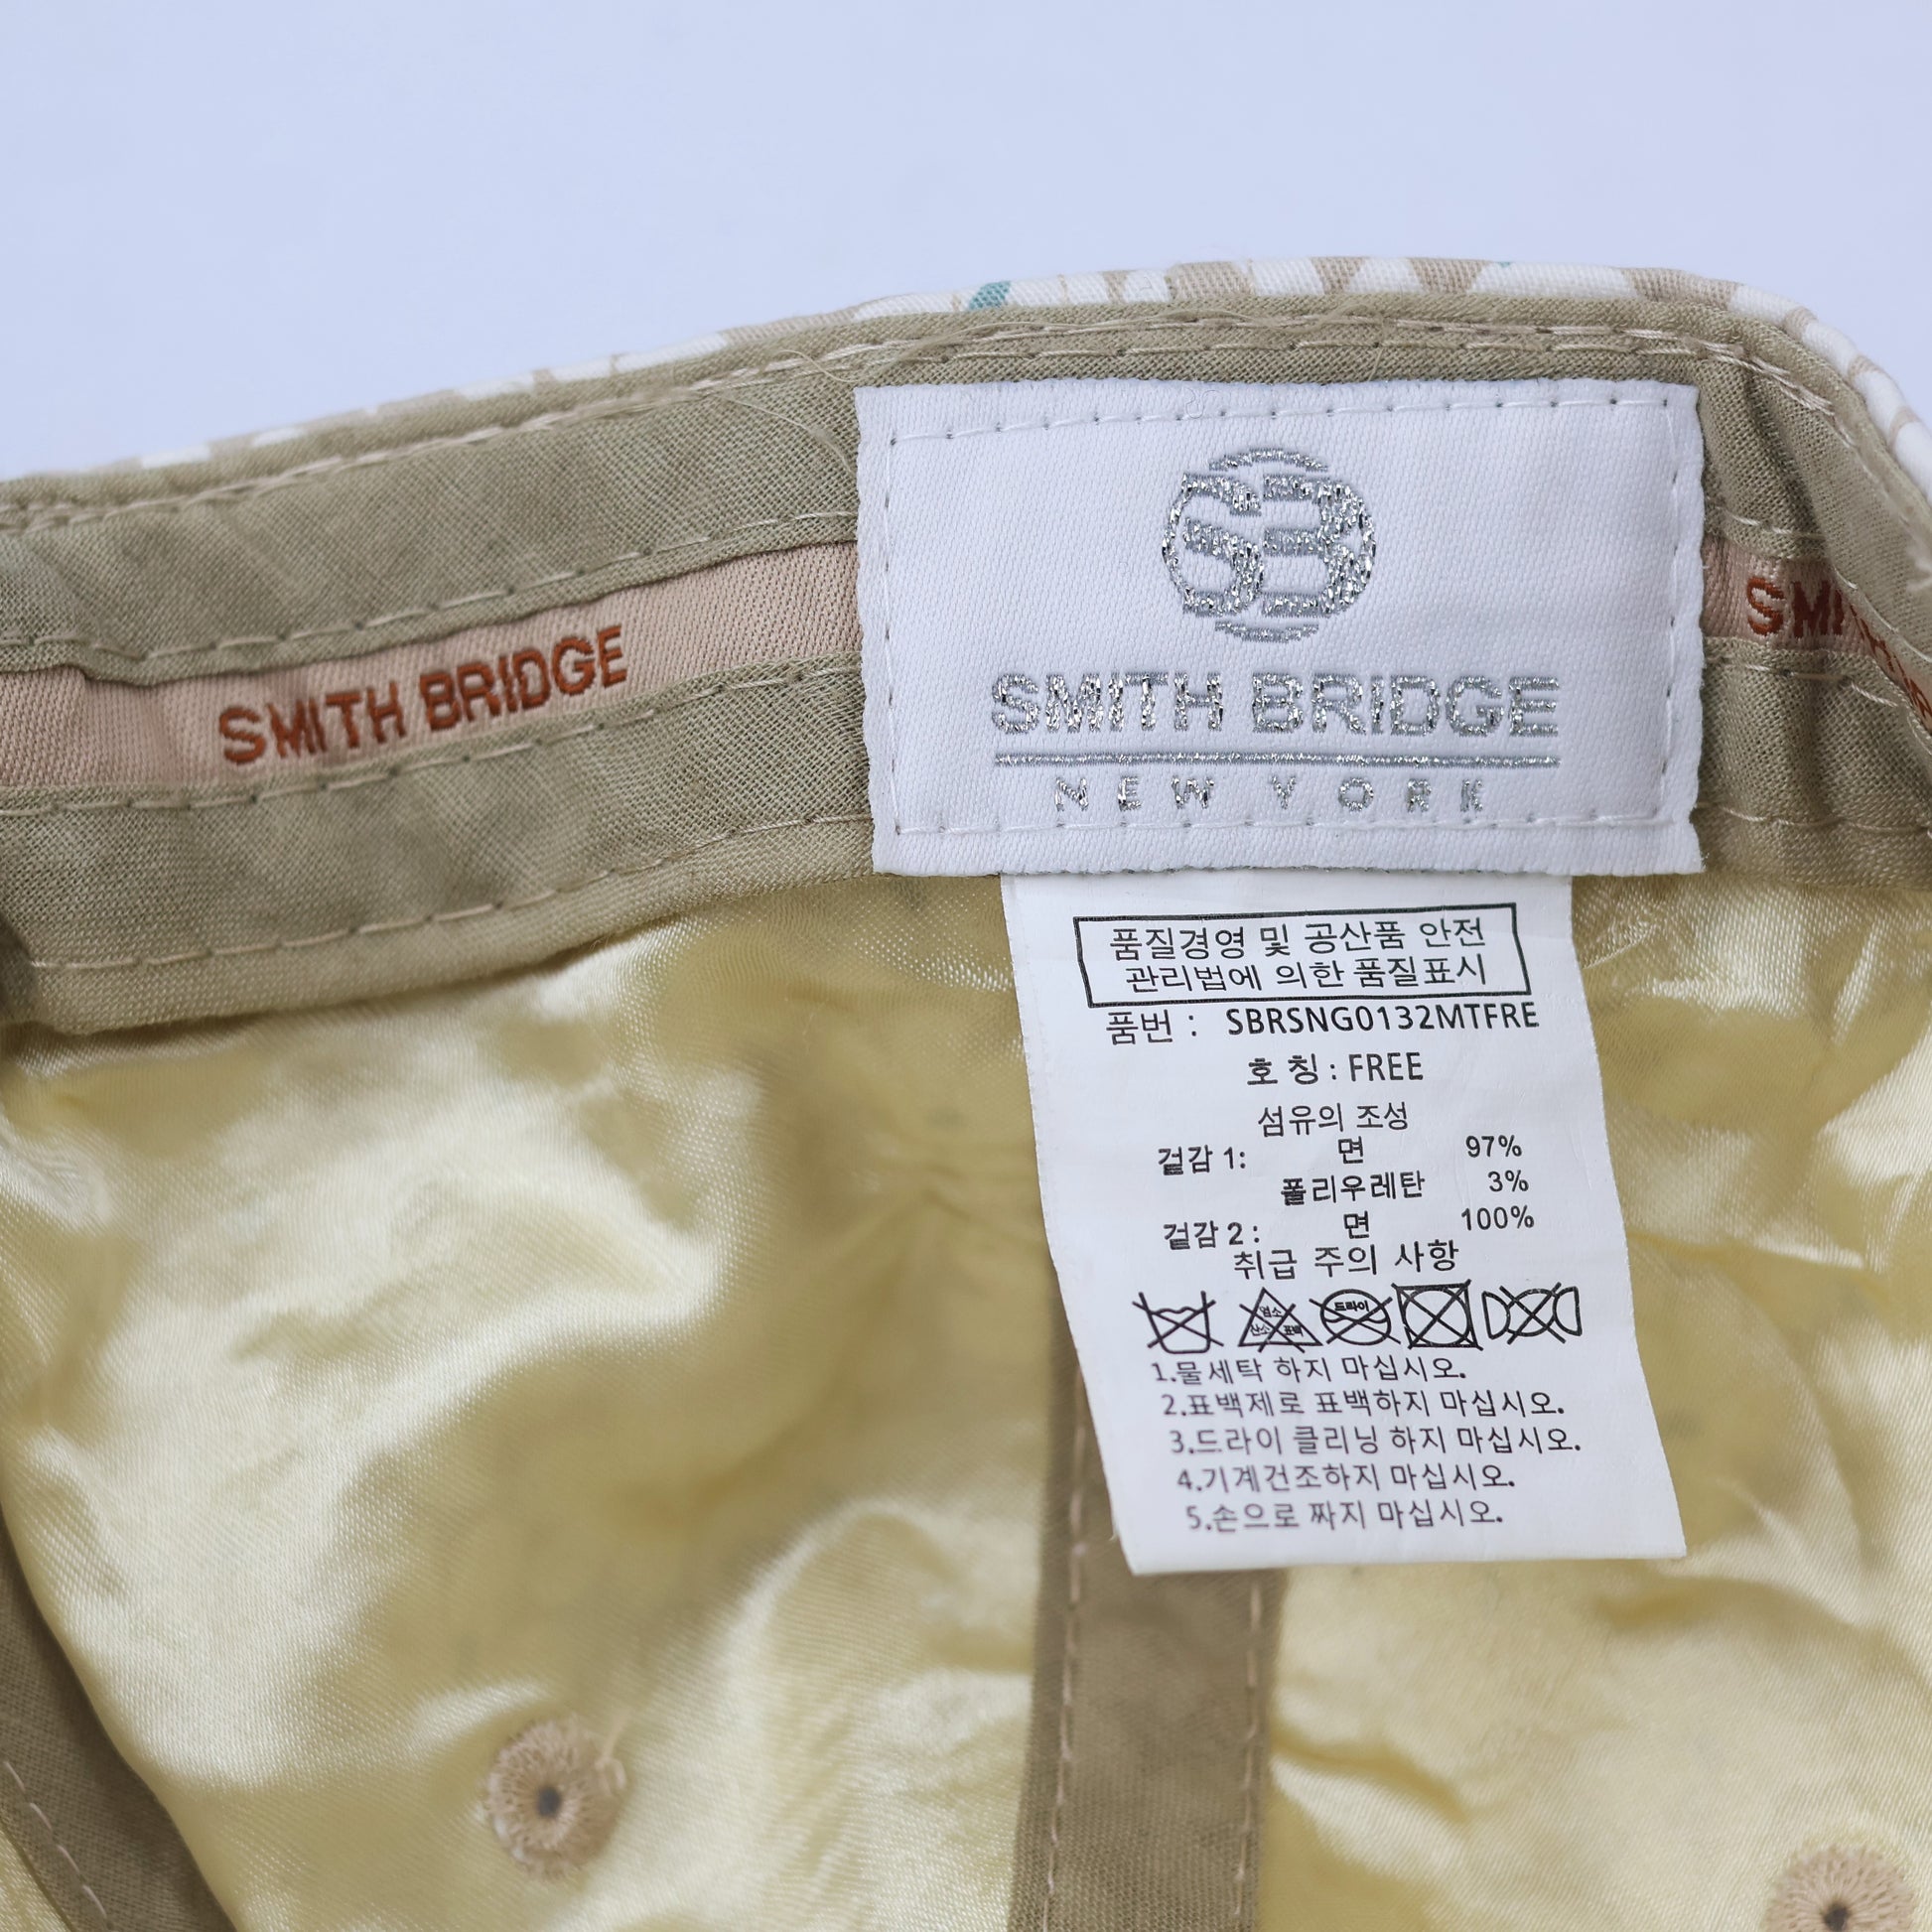 SB
SMITH BRIDGE
NEW YORK
SMITH BRIDGE
품질경영 및 공산품 안전
관리법에 의한 품질표시
품번 : SBRSNG0132MTFRE
호 칭 : FREE
섬유의 조성
겉감 1: 면 97%
폴리우레탄 3%
겉감 2 : 면 100%
취급 주의 사항
드라이
1.물세탁 하지 마십시오.
2.표백제로 표백하지 마십시오.
3.드라이 클리닝 하지 마십시오.
4.기계건조하지 마십시오.
5.손으로 짜지 마십시오.